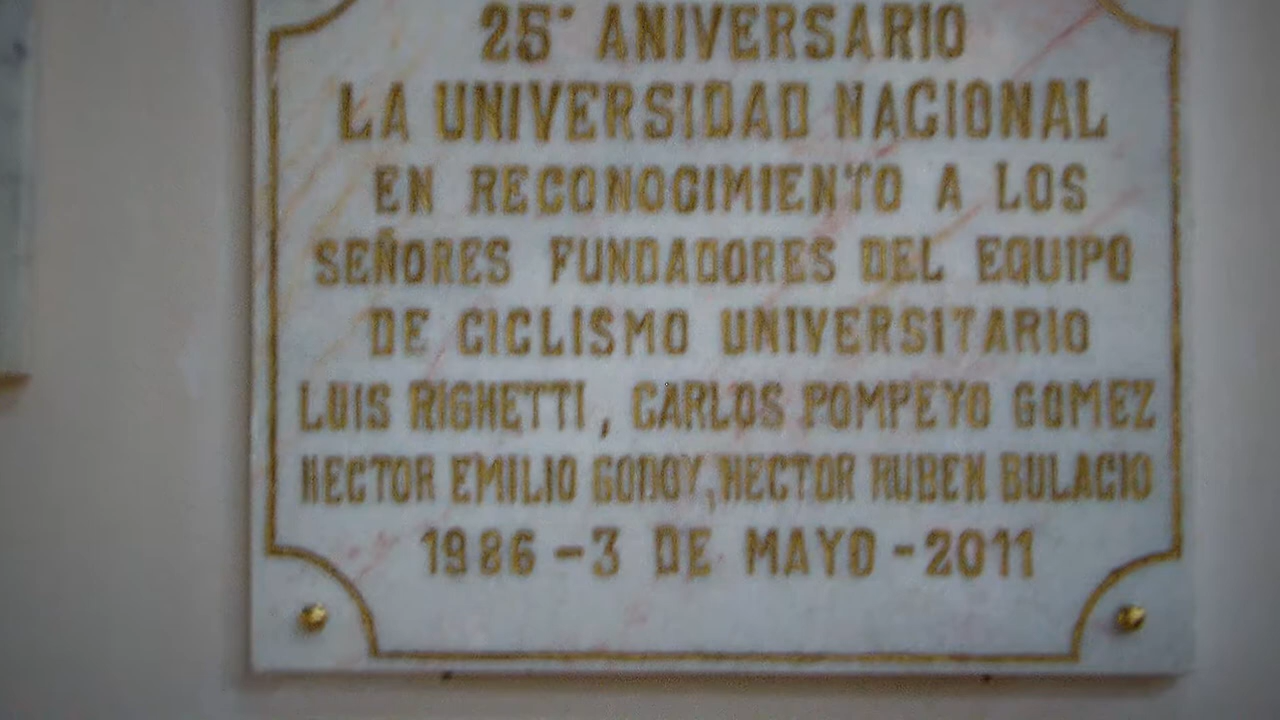 25° ANIVERSARIO
LA UNIVERSIDAD NACIONAL
EN RECONOCIMIENTO A LOS
SEÑORES FUNDADORES DEL EQUIPO
DE CICLISMO UNIVERSITARIO
LUIS RIGHETTI, CARLOS POMPEYO GOMEZ
HECTOR EMILIO GODOY, HECTOR RUBEN BULACIO
1986 - 3 DE MAYO - 2011